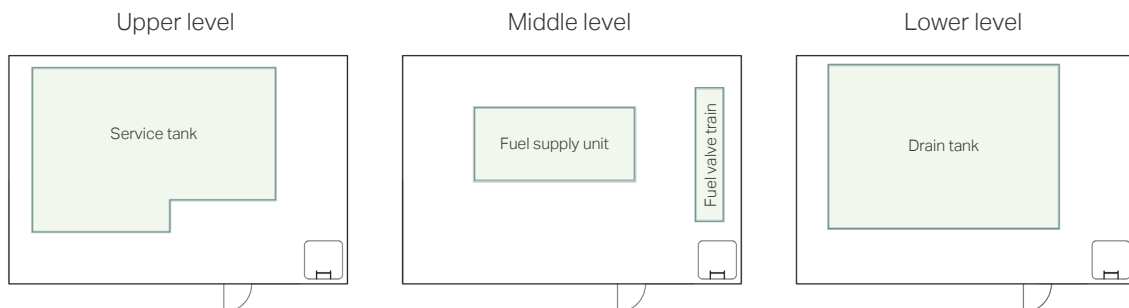 Upper level
Middle level
Lower level
Service tank
Fuel supply unit
Fuel valve train
Drain tank